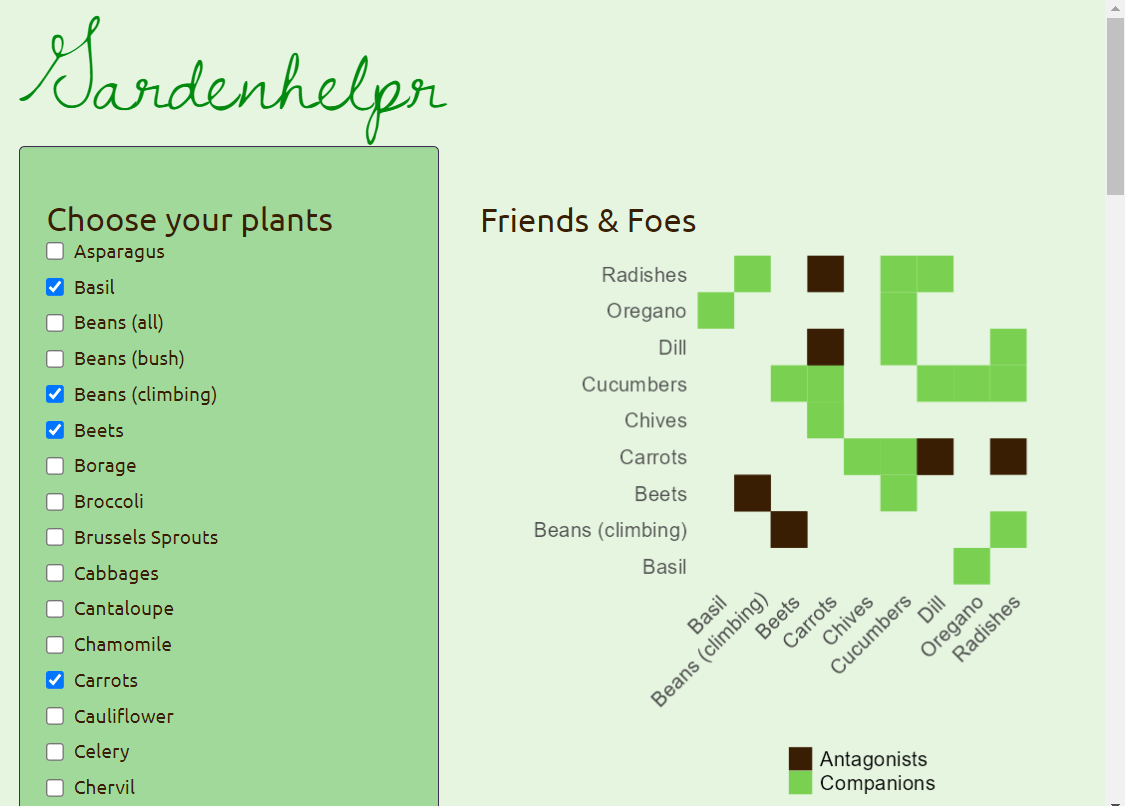 Gardenhelpr
Choose your plants
Asparagus
Basil
Beans (all)
Beans (bush)
Beans (climbing)
Beets
Borage
Broccoli
Brussels Sprouts
Cabbages
Cantaloupe
Chamomile
Carrots
Cauliflower
Celery
Chervil
Friends & Foes
Radishes
Oregano
Dill
Cucumbers
Chives
Carrots
Beets
Beans (climbing)
Basil
Basil
Beans (climbing)
Beets
Carrots
Chives
Cucumbers
Dill
Oregano
Radishes
Antagonists
Companions